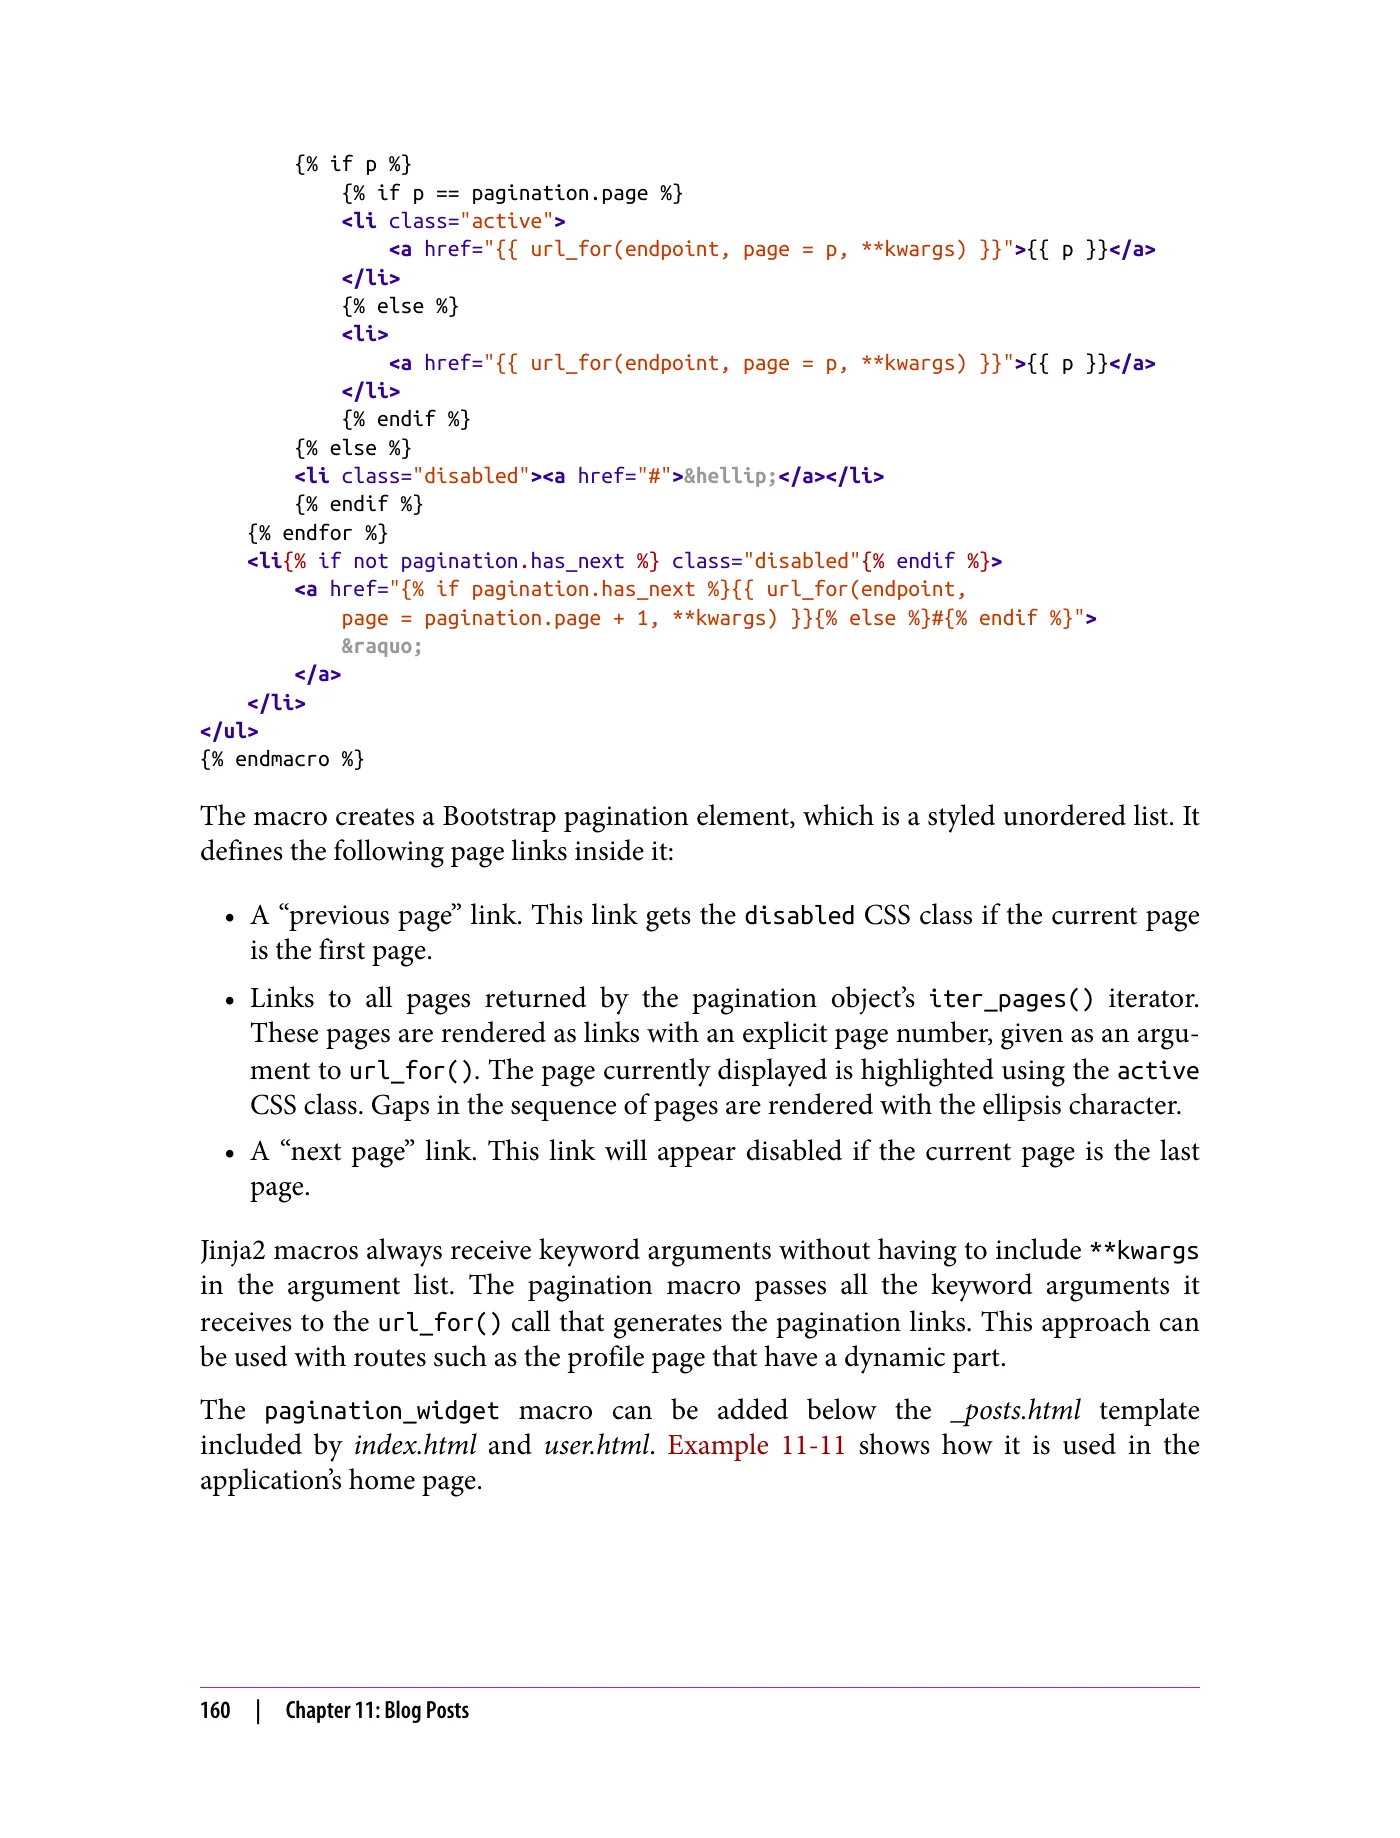 {% if p %}
            {% if p == pagination.page %}
            <li class="active">
                <a href="{{ url_for(endpoint, page = p, **kwargs) }}">{{ p }}</a>
            </li>
            {% else %}
            <li>
                <a href="{{ url_for(endpoint, page = p, **kwargs) }}">{{ p }}</a>
            </li>
            {% endif %}
        {% else %}
        <li class="disabled"><a href="#">&hellip;</a></li>
        {% endif %}
    {% endfor %}
    <li{% if not pagination.has_next %} class="disabled"{% endif %}>
        <a href="{% if pagination.has_next %}{{ url_for(endpoint,
            page = pagination.page + 1, **kwargs) }}{% else %}#{% endif %}">
            &raquo;
        </a>
    </li>
</ul>
{% endmacro %}
The macro creates a Bootstrap pagination element, which is a styled unordered list. It
defines the following page links inside it:
• A “previous page” link. This link gets the disabled CSS class if the current page
is the first page.
• Links to all pages returned by the pagination object’s iter_pages() iterator.
These pages are rendered as links with an explicit page number, given as an argu-
ment to url_for(). The page currently displayed is highlighted using the active
CSS class. Gaps in the sequence of pages are rendered with the ellipsis character.
• A “next page” link. This link will appear disabled if the current page is the last
page.
Jinja2 macros always receive keyword arguments without having to include **kwargs
in the argument list. The pagination macro passes all the keyword arguments it
receives to the url_for() call that generates the pagination links. This approach can
be used with routes such as the profile page that have a dynamic part.
The pagination_widget macro can be added below the _posts.html template
included by index.html and user.html. Example 11-11 shows how it is used in the
application’s home page.
160 | Chapter 11: Blog Posts